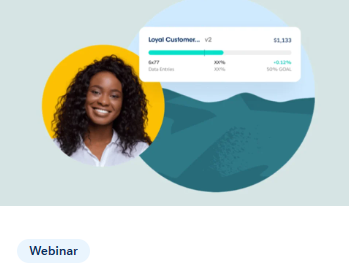 Loyal Customer... v2 $1,133
5x77 XX% +0.12%
Data Entries XX% 50% GOAL
Webinar